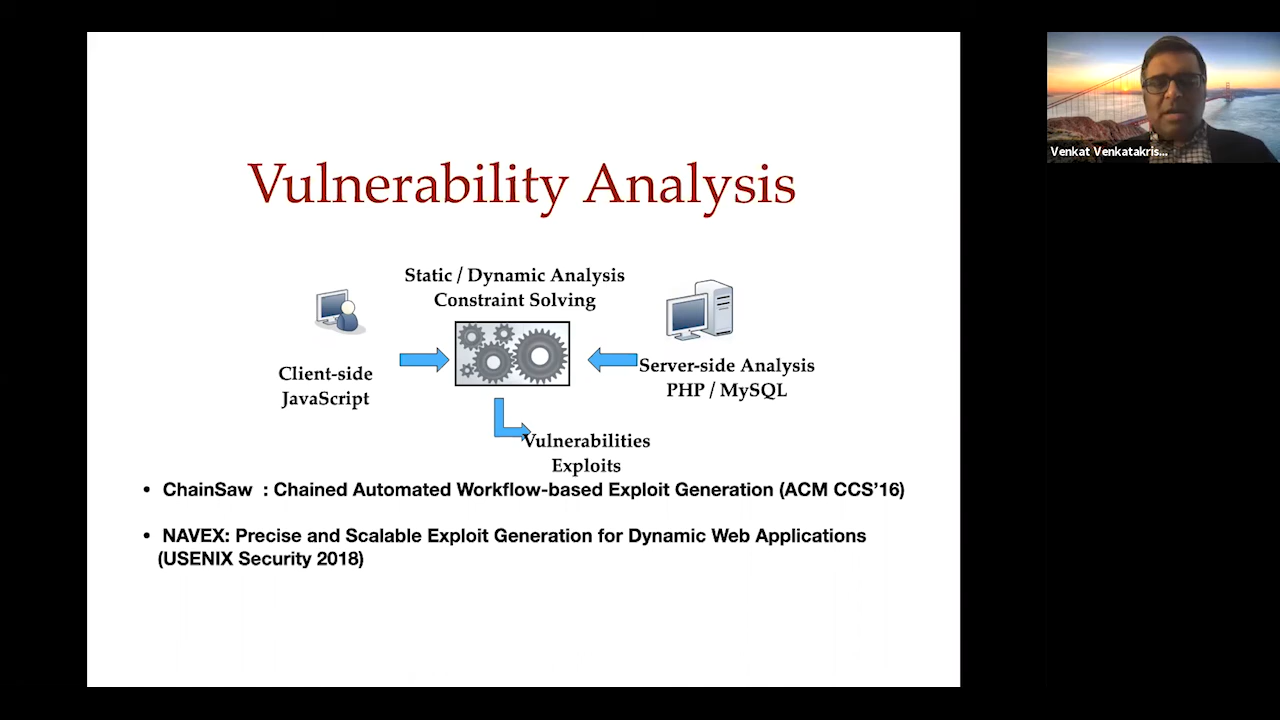 Vulnerability Analysis
Static / Dynamic Analysis
Constraint Solving
Client-side
JavaScript
Server-side Analysis
PHP / MySQL
Vulnerabilities
Exploits
• ChainSaw : Chained Automated Workflow-based Exploit Generation (ACM CCS’16)
• NAVEX: Precise and Scalable Exploit Generation for Dynamic Web Applications
(USENIX Security 2018)
Venkat Venkatakris...